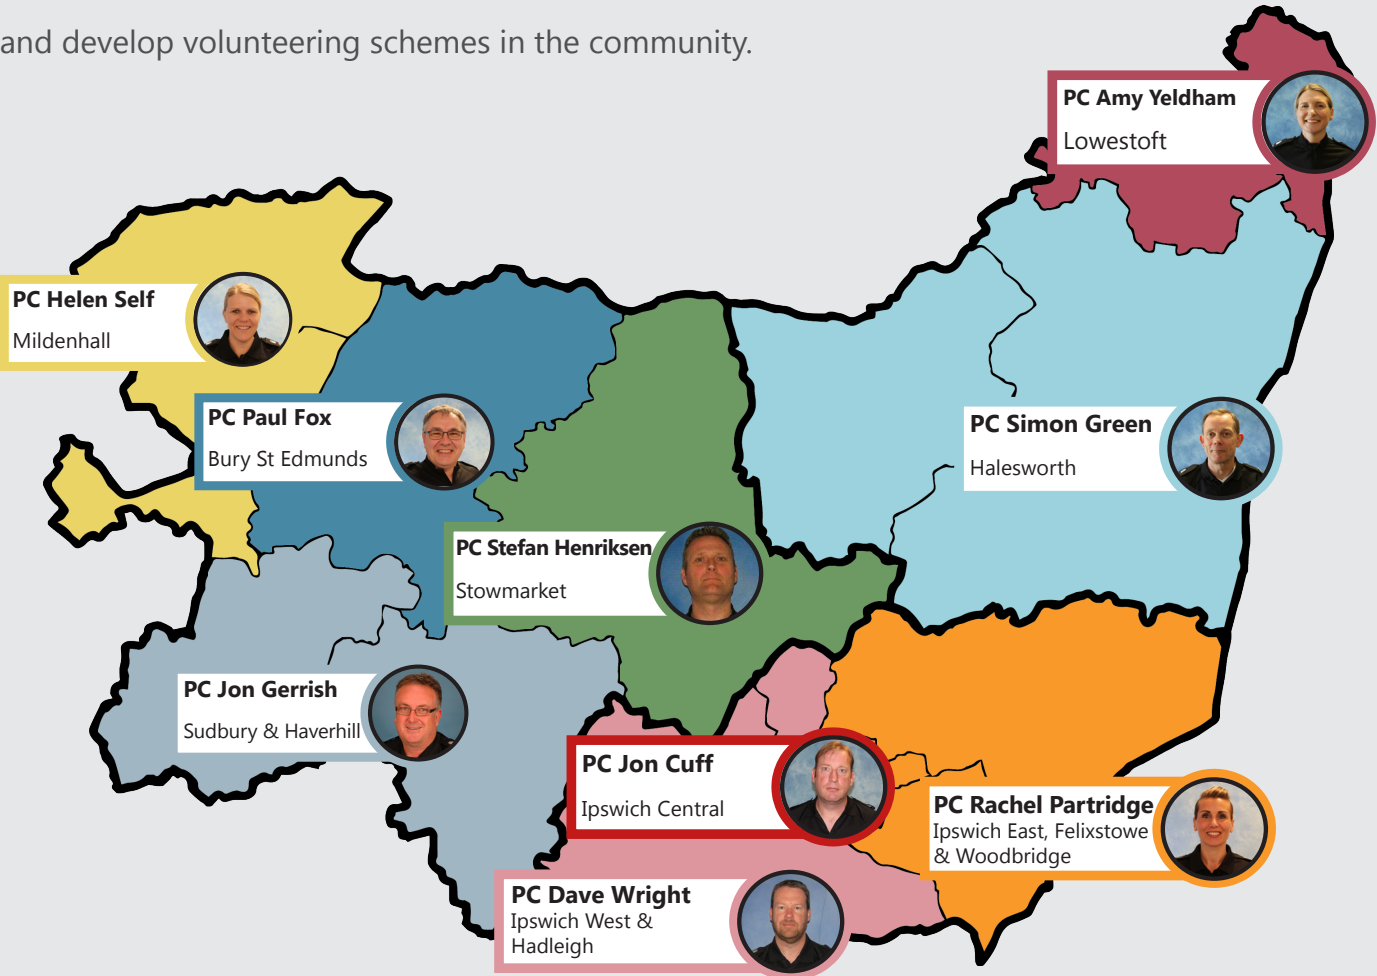 and develop volunteering schemes in the community.
PC Amy Yeldham
Lowestoft
PC Helen Self
Mildenhall
PC Paul Fox
Bury St Edmunds
PC Simon Green
Halesworth
PC Stefan Henriksen
Stowmarket
PC Jon Gerrish
Sudbury & Haverhill
PC Jon Cuff
Ipswich Central
PC Rachel Partridge
Ipswich East, Felixstowe
& Woodbridge
PC Dave Wright
Ipswich West &
Hadleigh